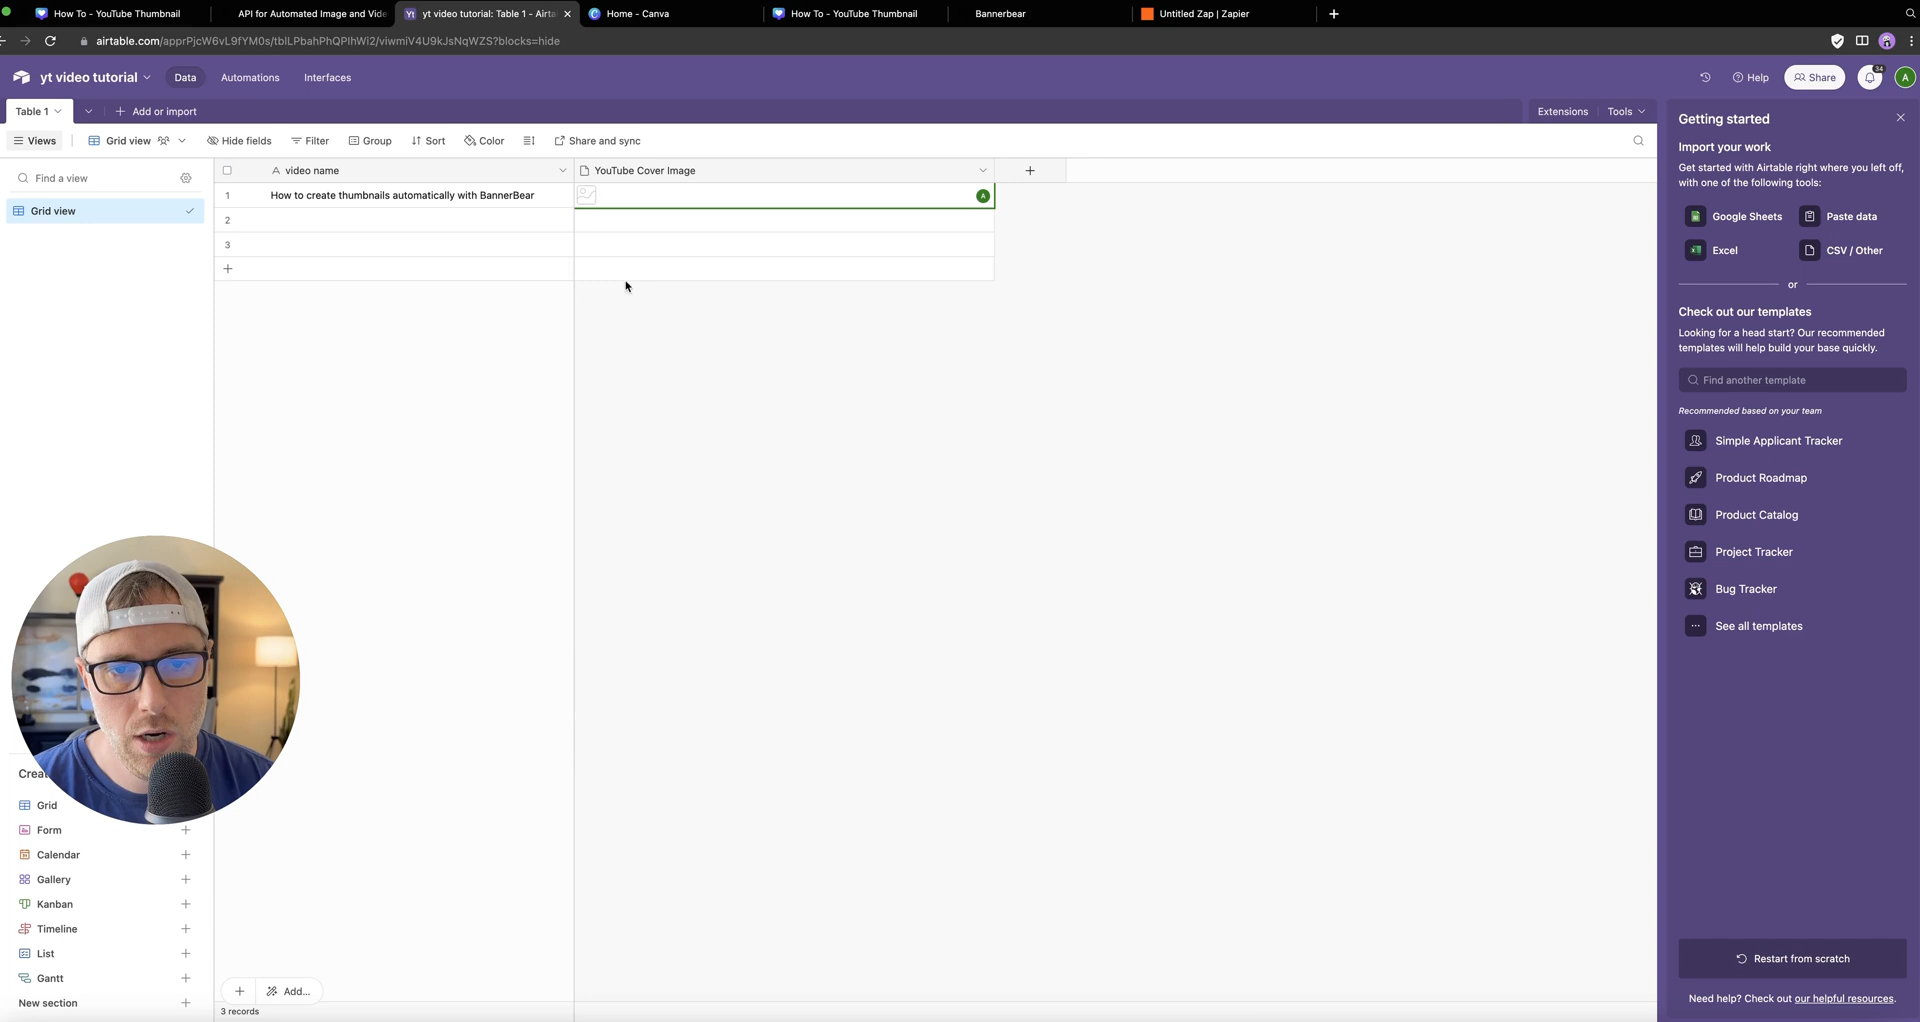 How To - YouTube Thumbnail
API for Automated Image and Vide
Yt yt video tutorial: Table 1 - Airta
Home - Canva
How To - YouTube Thumbnail
Bannerbear
Untitled Zap | Zapier
airtable.com/apprPjcW6vL9fYM0s/tblLPbahPhQPIhWi2/viwmiV4U9kJsNqWZS?blocks=hide
yt video tutorial
Data
Automations
Interfaces
Help
Share
34
A
Table 1
Add or import
Extensions
Tools
Views
Grid view
Hide fields
Filter
Group
Sort
Color
Share and sync
Find a view
Grid view
A video name
YouTube Cover Image
1 How to create thumbnails automatically with BannerBear
A
2
3
3 records
Add...
Creat
Grid
Form
Calendar
Gallery
Kanban
Timeline
List
Gantt
New section
Getting started
Import your work
Get started with Airtable right where you left off,
with one of the following tools:
Google Sheets
Paste data
Excel
CSV / Other
or
Check out our templates
Looking for a head start? Our recommended
templates will help build your base quickly.
Find another template
Recommended based on your team
Simple Applicant Tracker
Product Roadmap
Product Catalog
Project Tracker
Bug Tracker
See all templates
Restart from scratch
Need help? Check out our helpful resources.